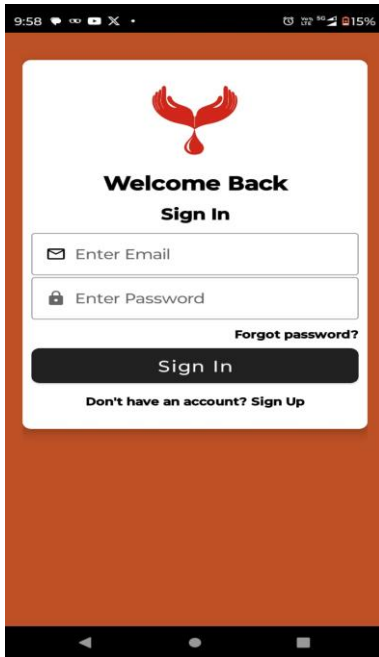 9:58
15%
Welcome Back
Sign In
Enter Email
Enter Password
Forgot password?
Sign In
Don't have an account? Sign Up